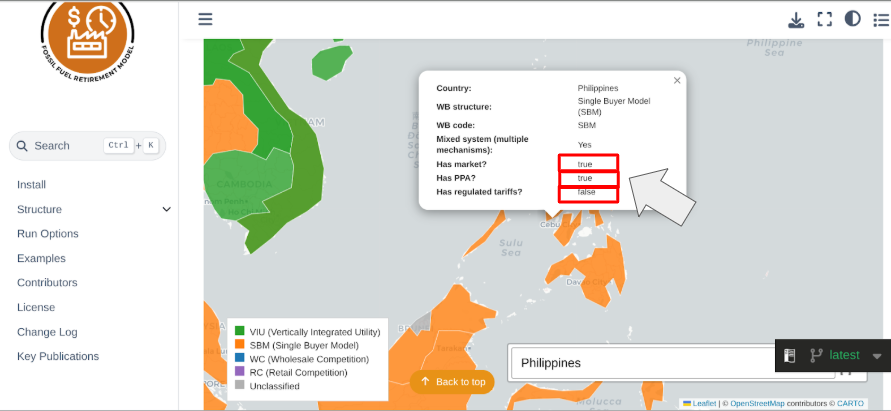 FOSSIL FUEL RETIREMENT MODEL
Search Ctrl + K
Install
Structure
Run Options
Examples
Contributors
License
Change Log
Key Publications
Philippine
Sea
Country: Philippines
WB structure: Single Buyer Model
(SBM)
WB code: SBM
Mixed system (multiple
mechanisms): Yes
Has market? true
Has PPA? true
Has regulated tariffs? false
CAMBODIA
Cebu City
Sulu
Sea
VIU (Vertically Integrated Utility)
SBM (Single Buyer Model)
WC (Wholesale Competition)
RC (Retail Competition)
Unclassified
Back to top
Philippines
latest
Leaflet | © OpenStreetMap contributors © CARTO